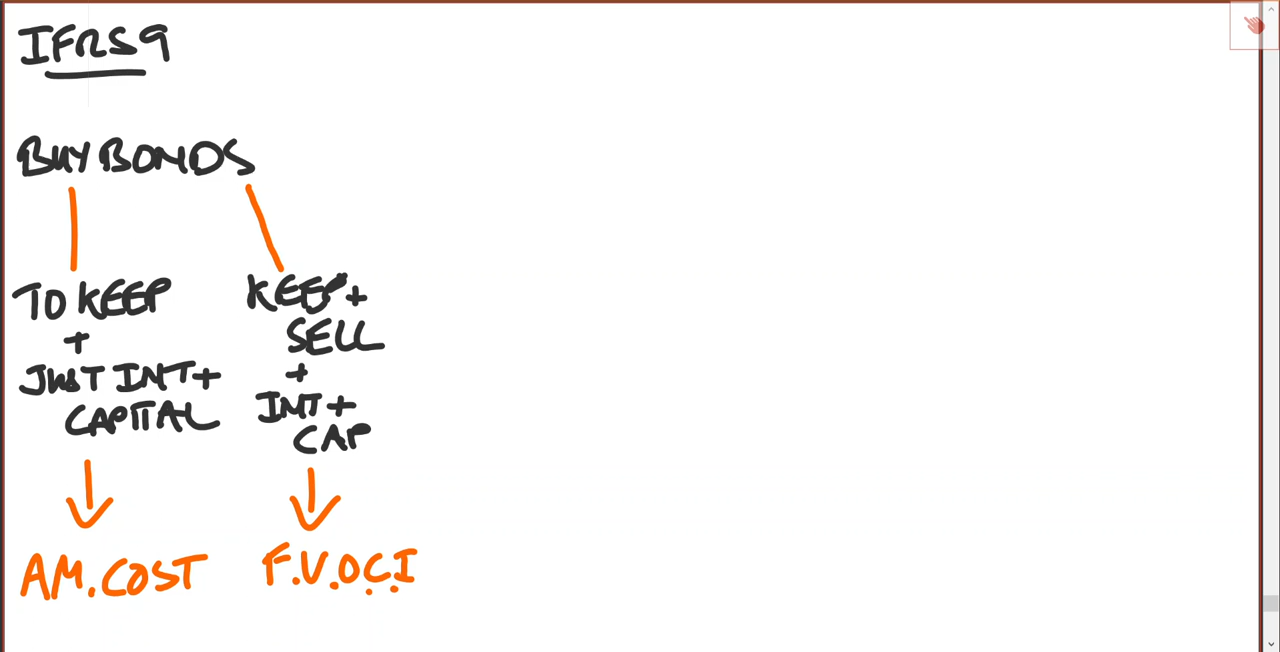 IFRS9
BUY BONDS
TO KEEP
+
JUST INT+
CAPITAL
AM.COST
KEEP+
SELL
+
INT+
CAP
F.V.O.C.I